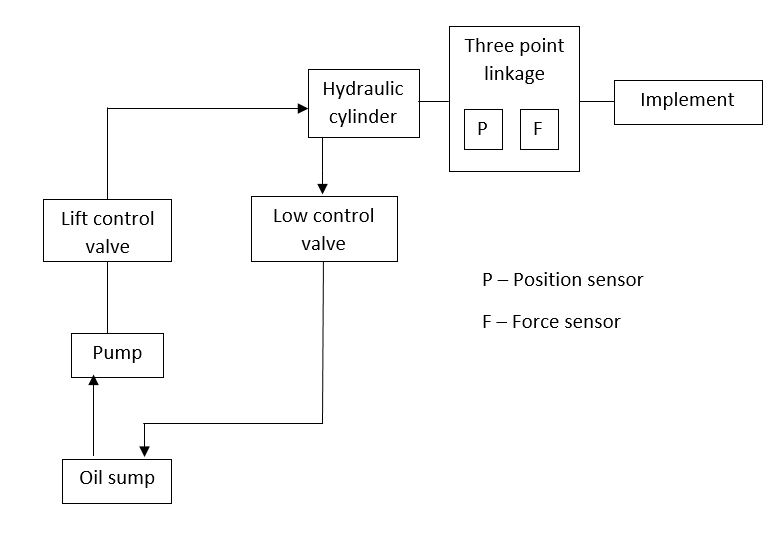 Three point
linkage
Hydraulic
cylinder
P
F
Implement
Lift control
valve
Low control
valve
P – Position sensor
F – Force sensor
Pump
Oil sump